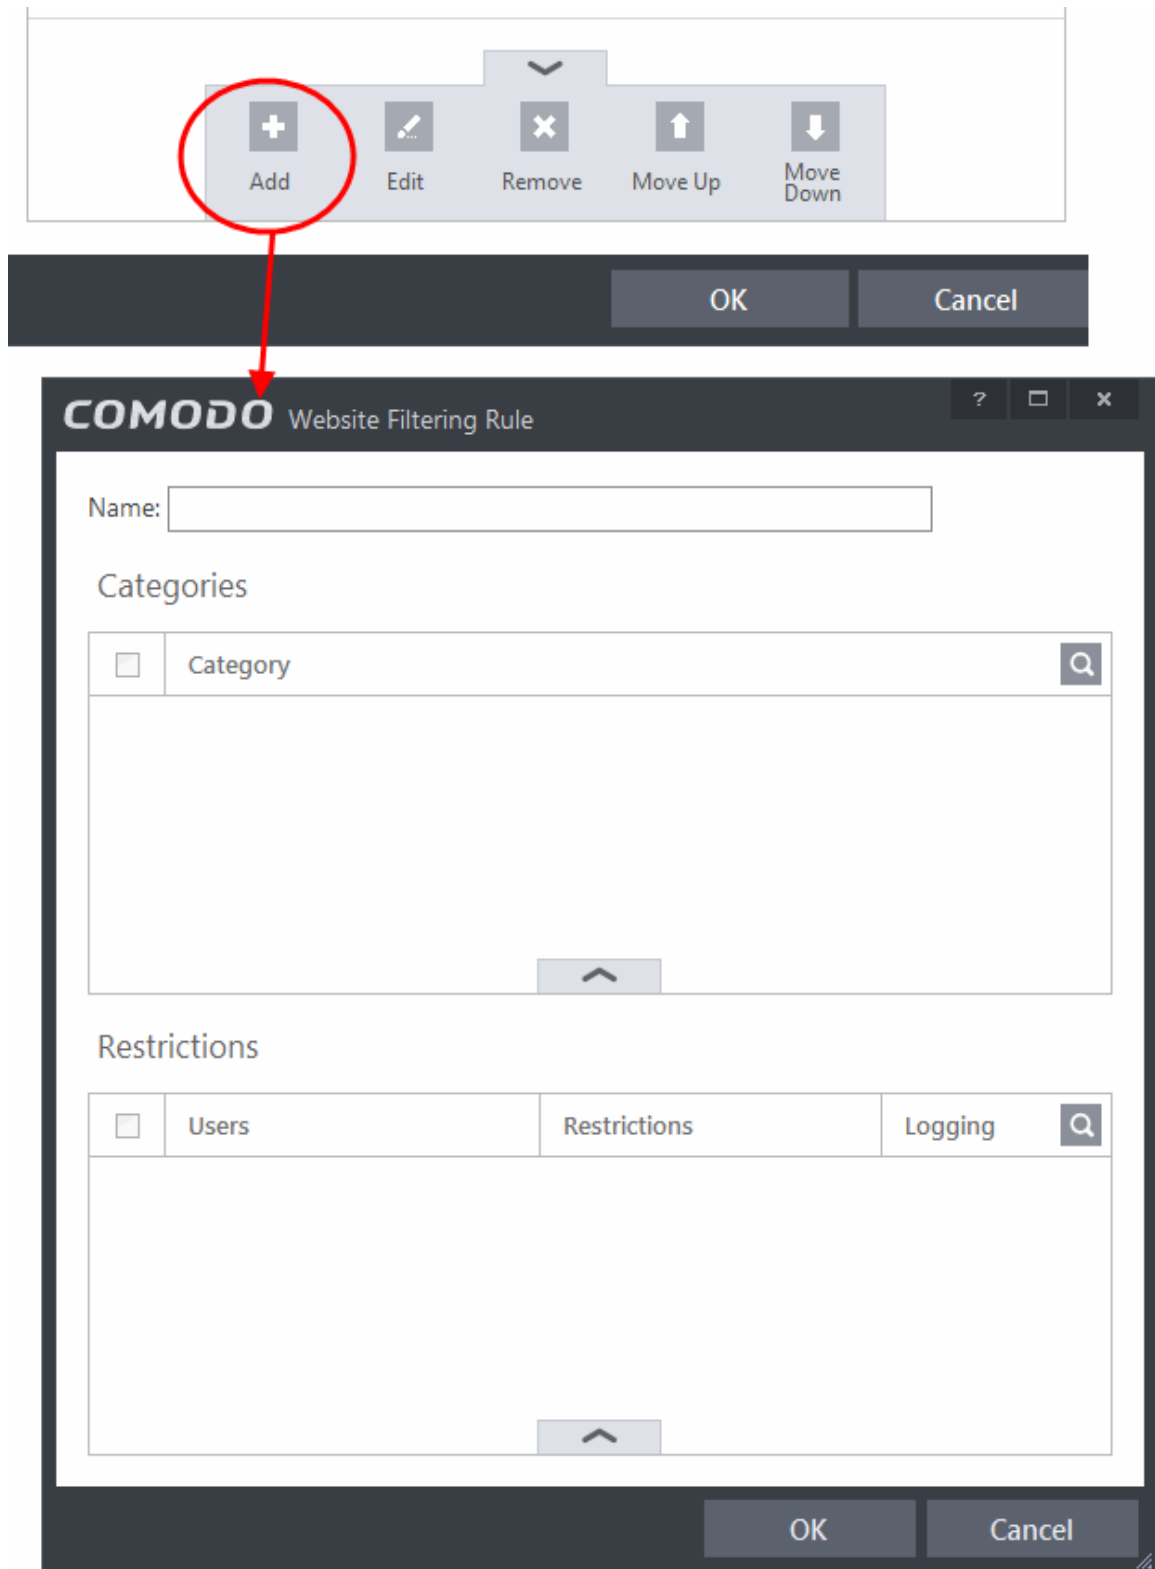 Add Edit Remove Move Up Move
Down
OK Cancel
COMODO Website Filtering Rule ?
Name:
Categories
Category
Restrictions
Users Restrictions Logging
OK Cancel